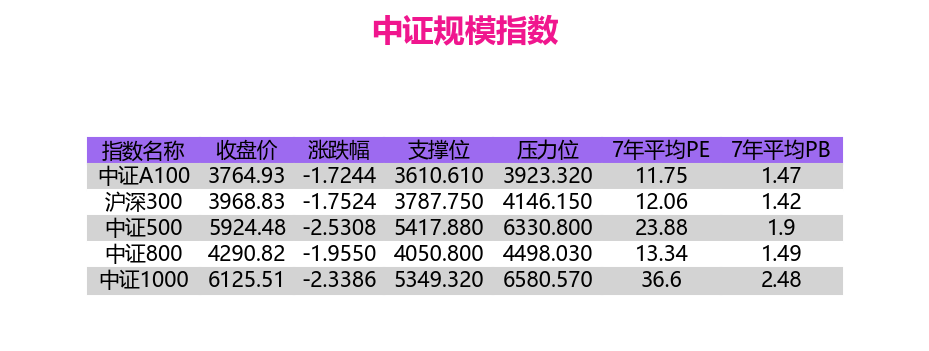 中证规模指数
指数名称 收盘价 涨跌幅 支撑位 压力位 7年平均PE 7年平均PB
中证A100 3764.93 -1.7244 3610.610 3923.320 11.75 1.47
沪深300 3968.83 -1.7524 3787.750 4146.150 12.06 1.42
中证500 5924.48 -2.5308 5417.880 6330.800 23.88 1.9
中证800 4290.82 -1.9550 4050.800 4498.030 13.34 1.49
中证1000 6125.51 -2.3386 5349.320 6580.570 36.6 2.48